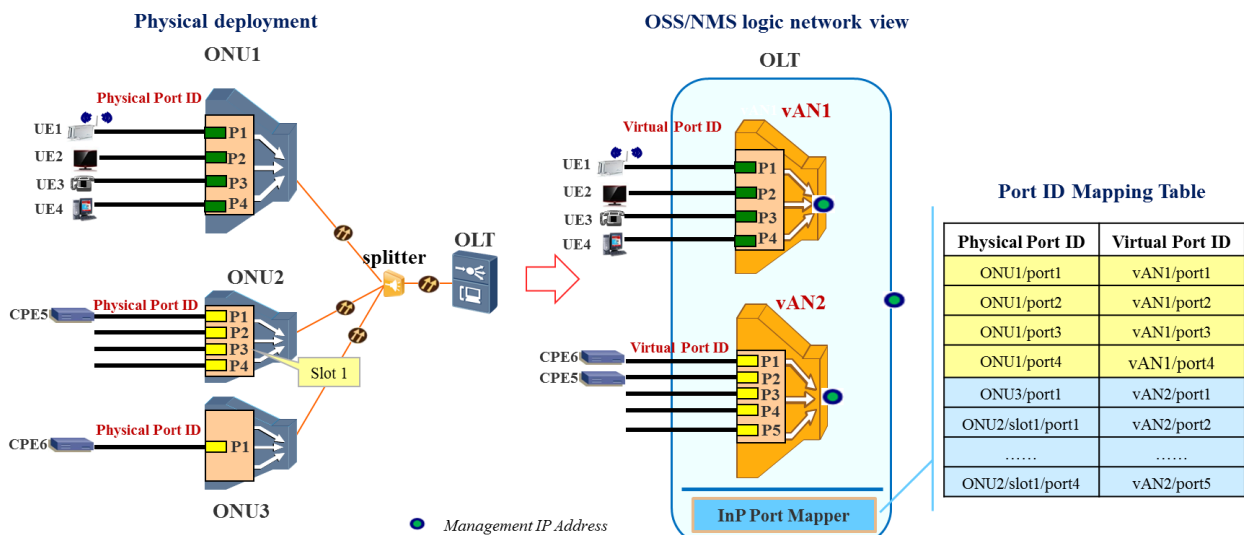 Physical deployment
ONU1
Physical Port ID
UE1
UE2
UE3
UE4
P1
P2
P3
P4
ONU2
Physical Port ID
CPE5
P1
P2
P3
P4
Slot 1
Physical Port ID
CPE6
P1
ONU3
splitter
OLT
OSS/NMS logic network view
OLT
vAN1
Virtual Port ID
UE1
UE2
UE3
UE4
P1
P2
P3
P4
vAN2
Virtual Port ID
CPE6
CPE5
P1
P2
P3
P4
P5
InP Port Mapper
Management IP Address
Port ID Mapping Table
Physical Port ID Virtual Port ID
ONU1/port1 vAN1/port1
ONU1/port2 vAN1/port2
ONU1/port3 vAN1/port3
ONU1/port4 vAN1/port4
ONU3/port1 vAN2/port1
ONU2/slot1/port1 vAN2/port2
…… ……
ONU2/slot1/port4 vAN2/port5